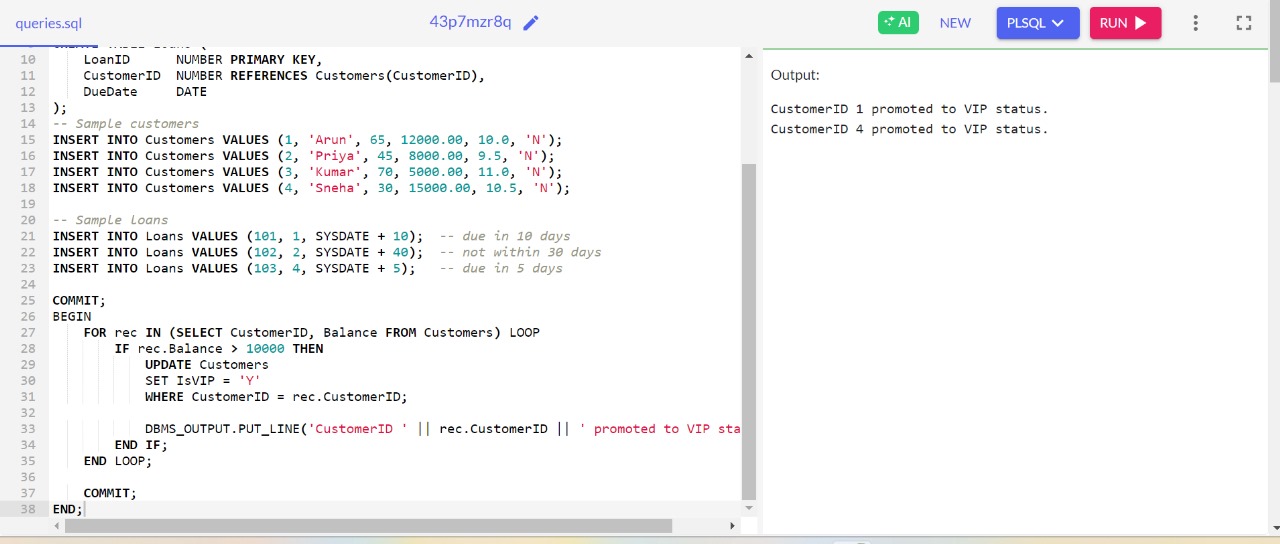 queries.sql
43p7mzr8q
AI
NEW
PLSQL
RUN
10 LoanID NUMBER PRIMARY KEY,
11 CustomerID NUMBER REFERENCES Customers(CustomerID),
12 DueDate DATE
13 );
14 -- Sample customers
15 INSERT INTO Customers VALUES (1, 'Arun', 65, 12000.00, 10.0, 'N');
16 INSERT INTO Customers VALUES (2, 'Priya', 45, 8000.00, 9.5, 'N');
17 INSERT INTO Customers VALUES (3, 'Kumar', 70, 5000.00, 11.0, 'N');
18 INSERT INTO Customers VALUES (4, 'Sneha', 30, 15000.00, 10.5, 'N');
19
20 -- Sample loans
21 INSERT INTO Loans VALUES (101, 1, SYSDATE + 10); -- due in 10 days
22 INSERT INTO Loans VALUES (102, 2, SYSDATE + 40); -- not within 30 days
23 INSERT INTO Loans VALUES (103, 4, SYSDATE + 5); -- due in 5 days
24
25 COMMIT;
26 BEGIN
27 FOR rec IN (SELECT CustomerID, Balance FROM Customers) LOOP
28 IF rec.Balance > 10000 THEN
29 UPDATE Customers
30 SET IsVIP = 'Y'
31 WHERE CustomerID = rec.CustomerID;
32
33 DBMS_OUTPUT.PUT_LINE('CustomerID ' || rec.CustomerID || ' promoted to VIP sta
34 END IF;
35 END LOOP;
36
37 COMMIT;
38 END;
Output:
CustomerID 1 promoted to VIP status.
CustomerID 4 promoted to VIP status.